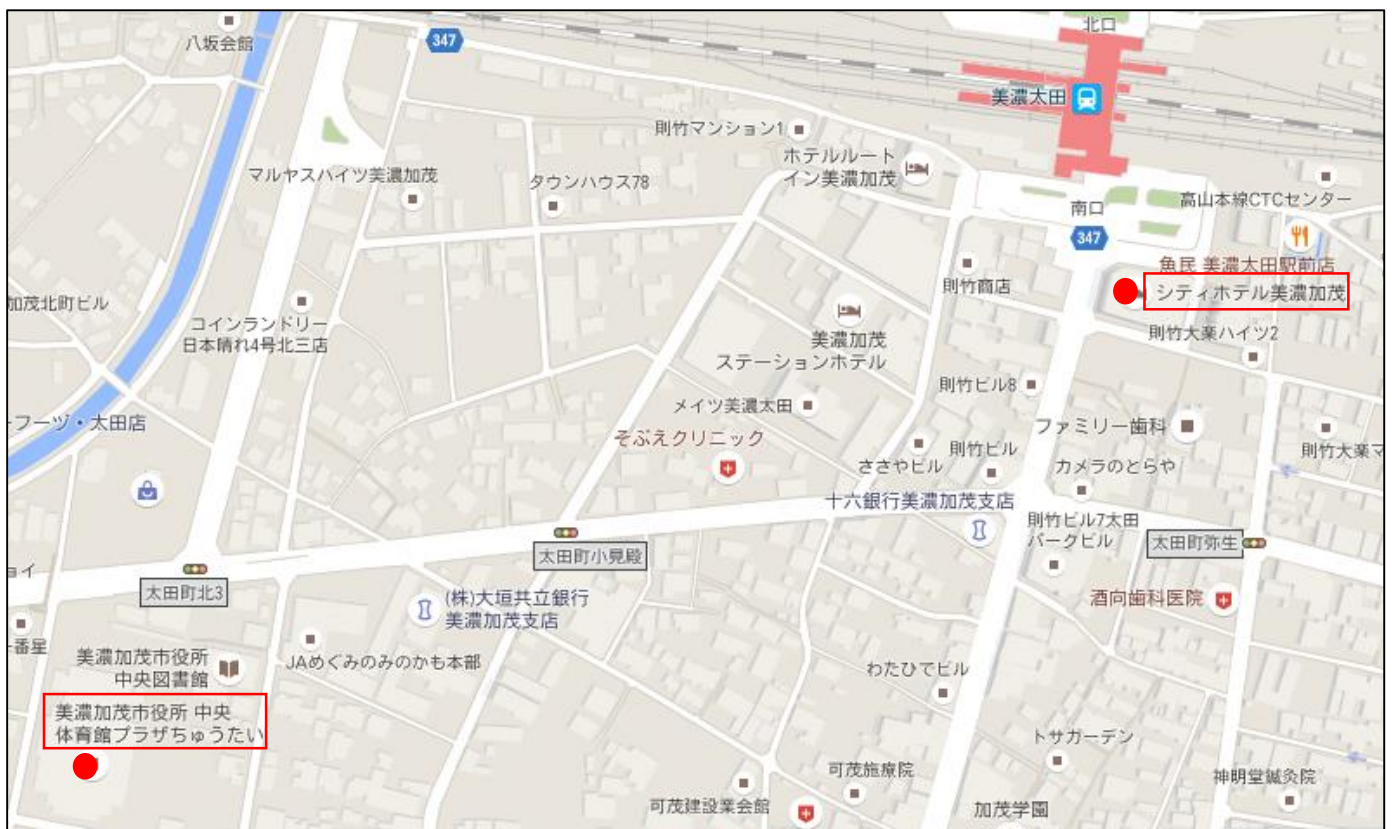 八坂会館
347
北口
美濃太田
則竹マンション1
ホテルルート
イン美濃加茂
マルヤスハイツ美濃加茂
タウンハウス78
高山本線CTCセンター
南口
347
魚民 美濃太田駅前店
シティホテル美濃加茂
則竹商店
加茂北町ビル
コインランドリー
日本晴れ4号北三店
美濃加茂
ステーションホテル
則竹大楽ハイツ2
則竹ビル8
メイツ美濃太田
ーフーヅ・太田店
そぶえクリニック
ファミリー歯科
ささやビル
則竹ビル
カメラのとらや
則竹大楽マ
十六銀行美濃加茂支店
則竹ビル7太田
パークビル
太田町弥生
太田町小見殿
ョイ
太田町北3
(株)大垣共立銀行
美濃加茂支店
酒向歯科医院
一番星
美濃加茂市役所
中央図書館
JAめぐみのみのかも本部
わたひでビル
美濃加茂市役所 中央
体育館プラザちゅうたい
トサガーデン
可茂施療院
神明堂鍼灸院
可茂建設業会館
加茂学園